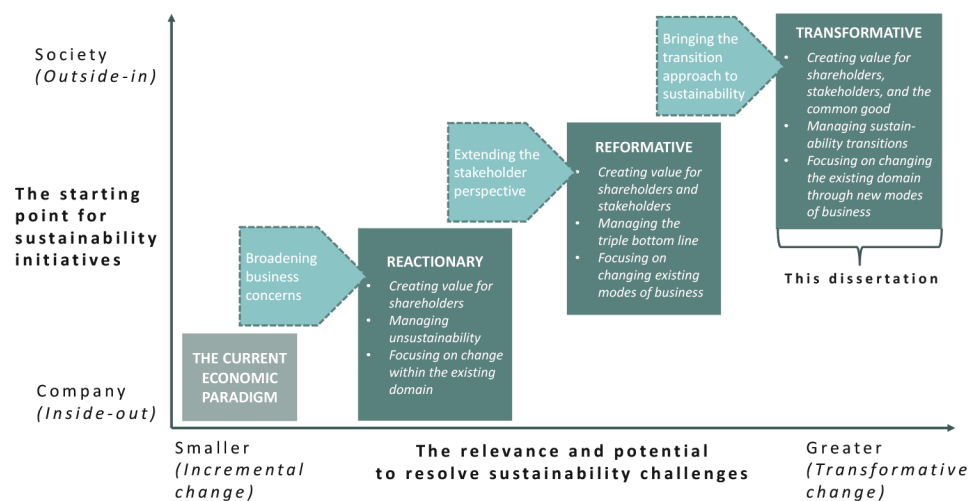 Society
(Outside-in)
The starting
point for
sustainability
initiatives
Company
(Inside-out)
THE CURRENT
ECONOMIC
PARADIGM
Broadening
business
concerns
REACTIONARY
• Creating value for
shareholders
• Managing
unsustainability
• Focusing on change
within the existing
domain
Extending the
stakeholder
perspective
REFORMATIVE
• Creating value for
shareholders and
stakeholders
• Managing the
triple bottom line
• Focusing on
changing existing
modes of business
Bringing the
transition
approach to
sustainability
TRANSFORMATIVE
• Creating value for
shareholders,
stakeholders, and the
common good
• Managing sustain-
ability transitions
• Focusing on changing
the existing domain
through new modes
of business
This dissertation
Smaller
(Incremental
change)
The relevance and potential
to resolve sustainability challenges
Greater
(Transformative
change)